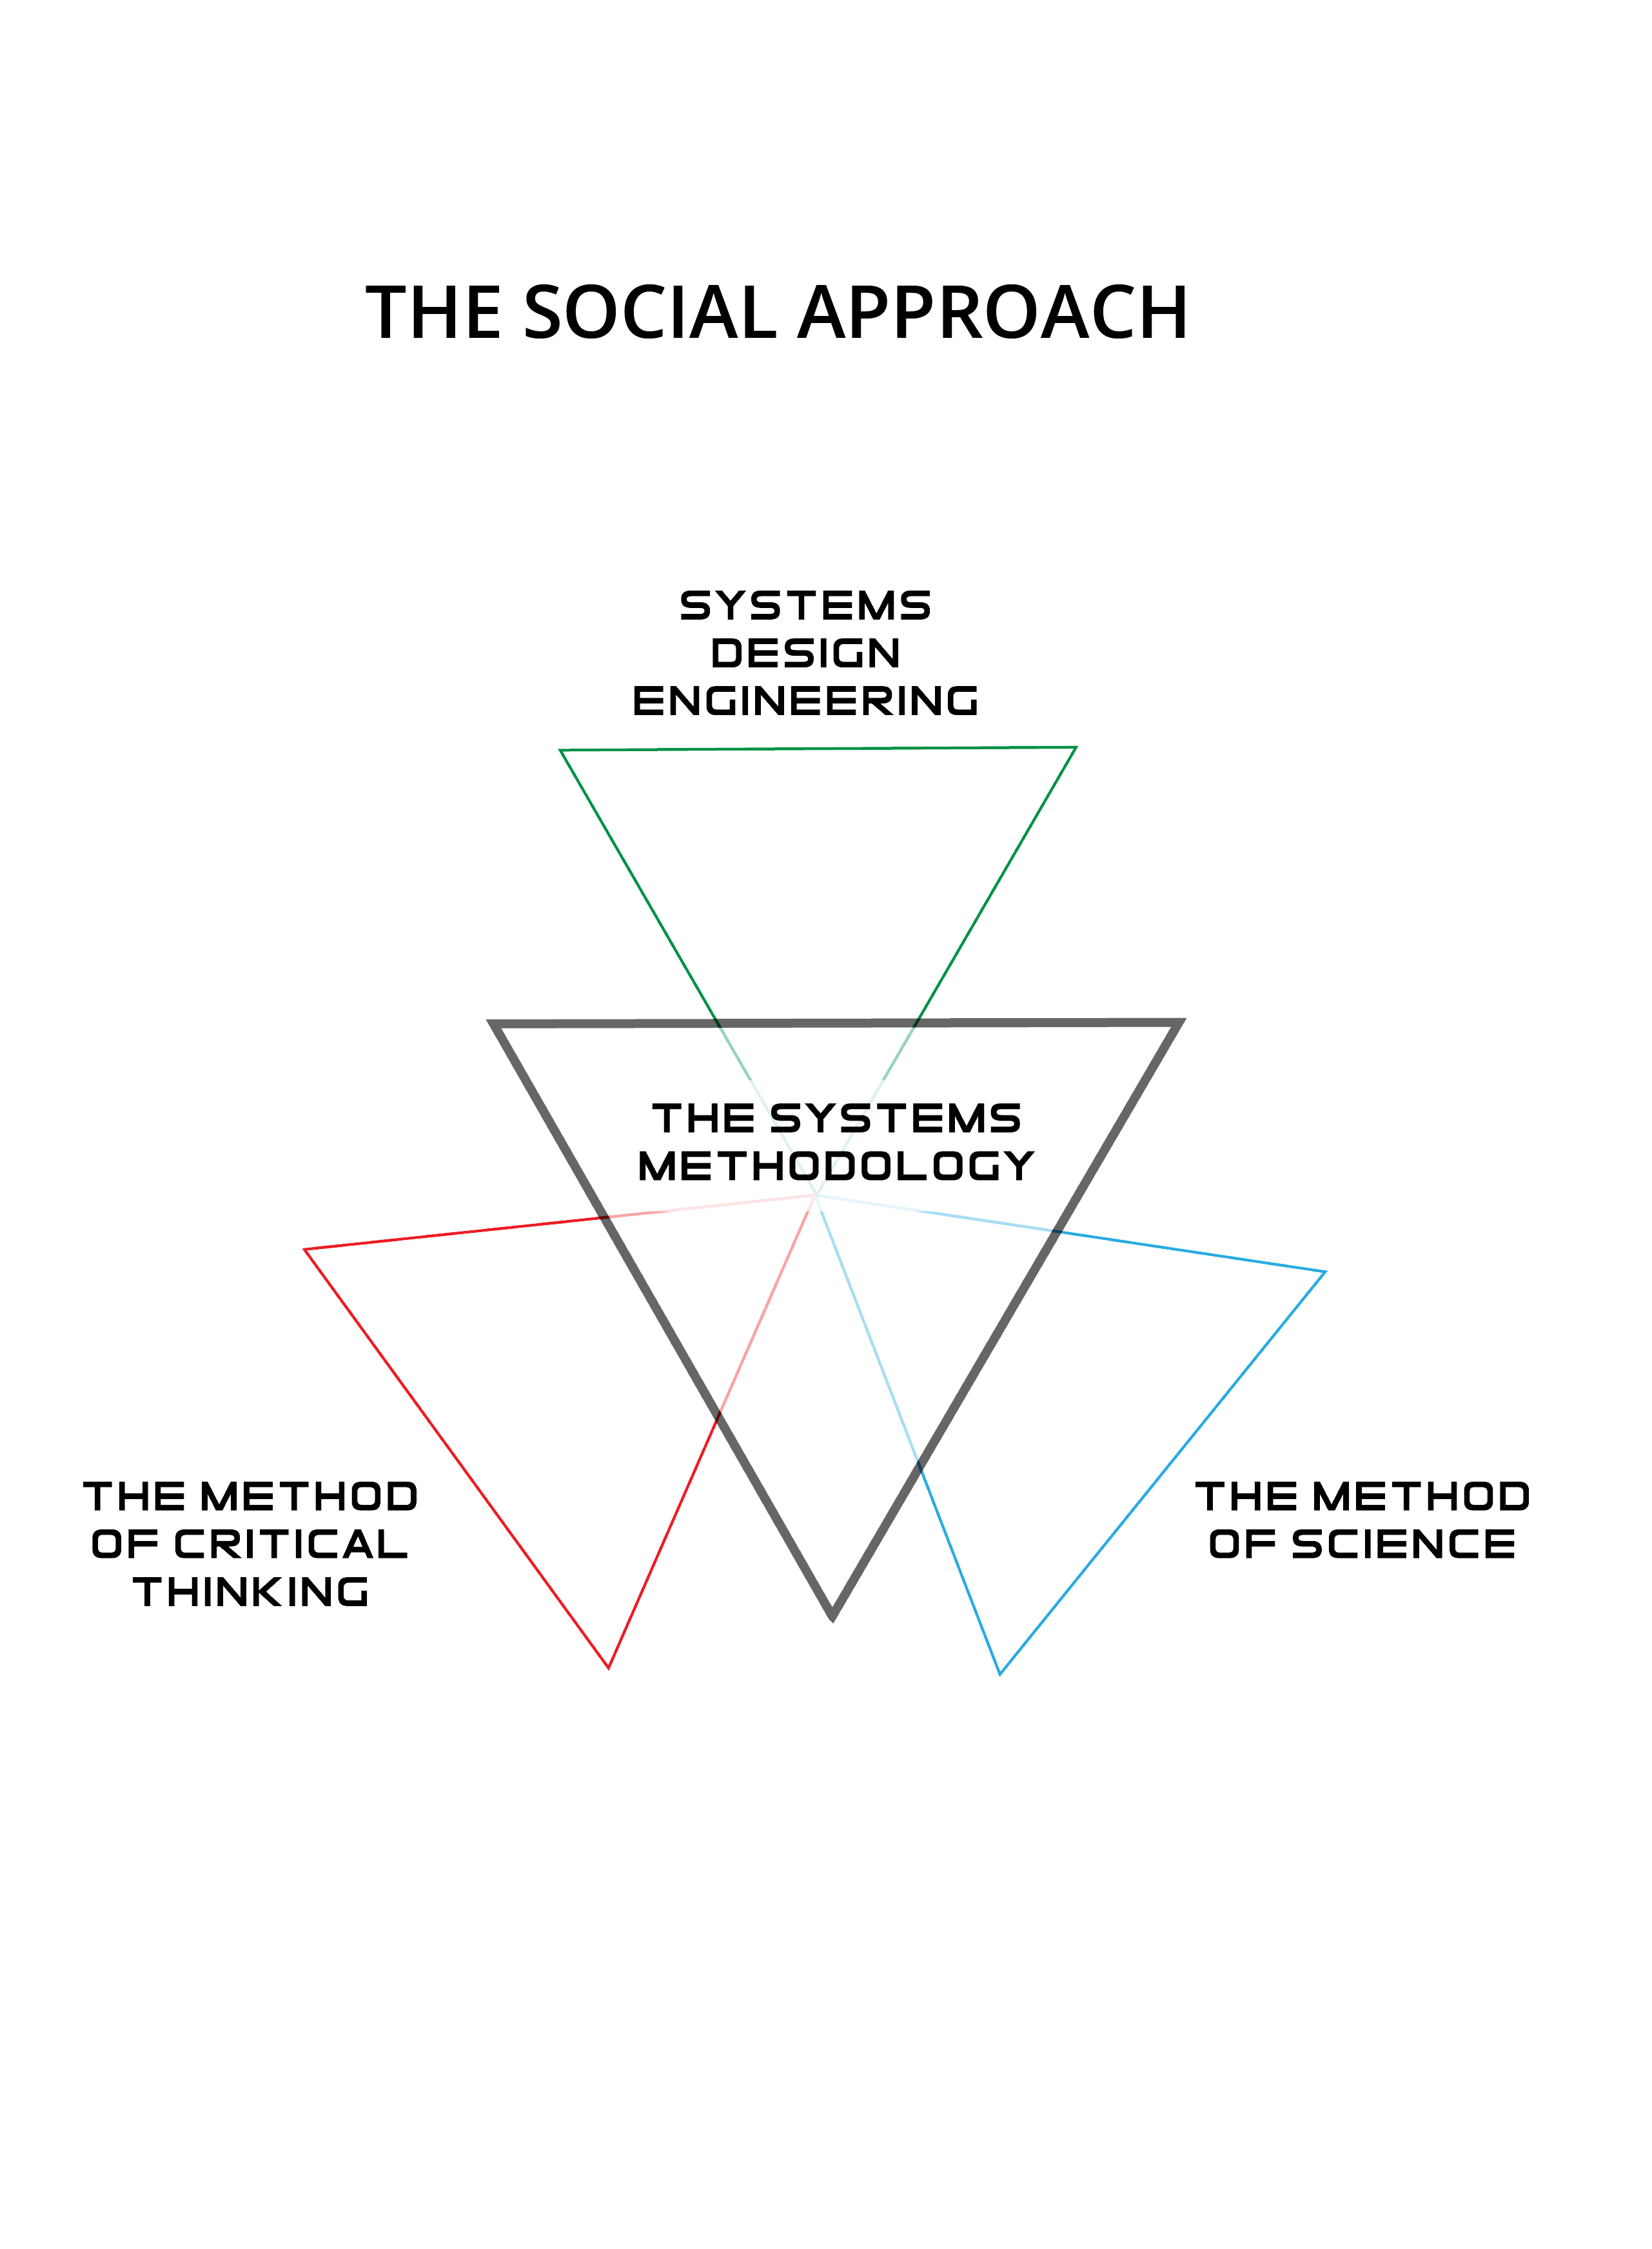 THE SOCIAL APPROACH
SYSTEMS
DESIGN
ENGINEERING
THE SYSTEMS
METHODOLOGY
THE METHOD
OF CRITICAL
THINKING
THE METHOD
OF SCIENCE